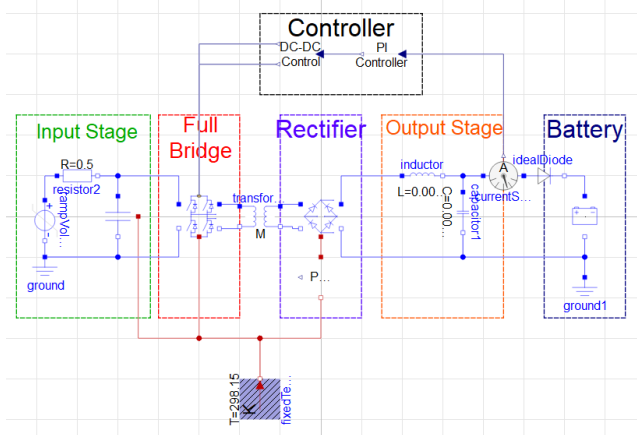 Controller
DC-DC
Control
PI
Controller
Input Stage
Full
Bridge
Rectifier
Output Stage
Battery
R=0.5
resistor2
rampVol...
ground
transfor...
M
P...
inductor
L=0.00...
C=0.00...
capacitor1
A
currentS...
idealDiode
ground1
T=298.15
K
fixedTe...